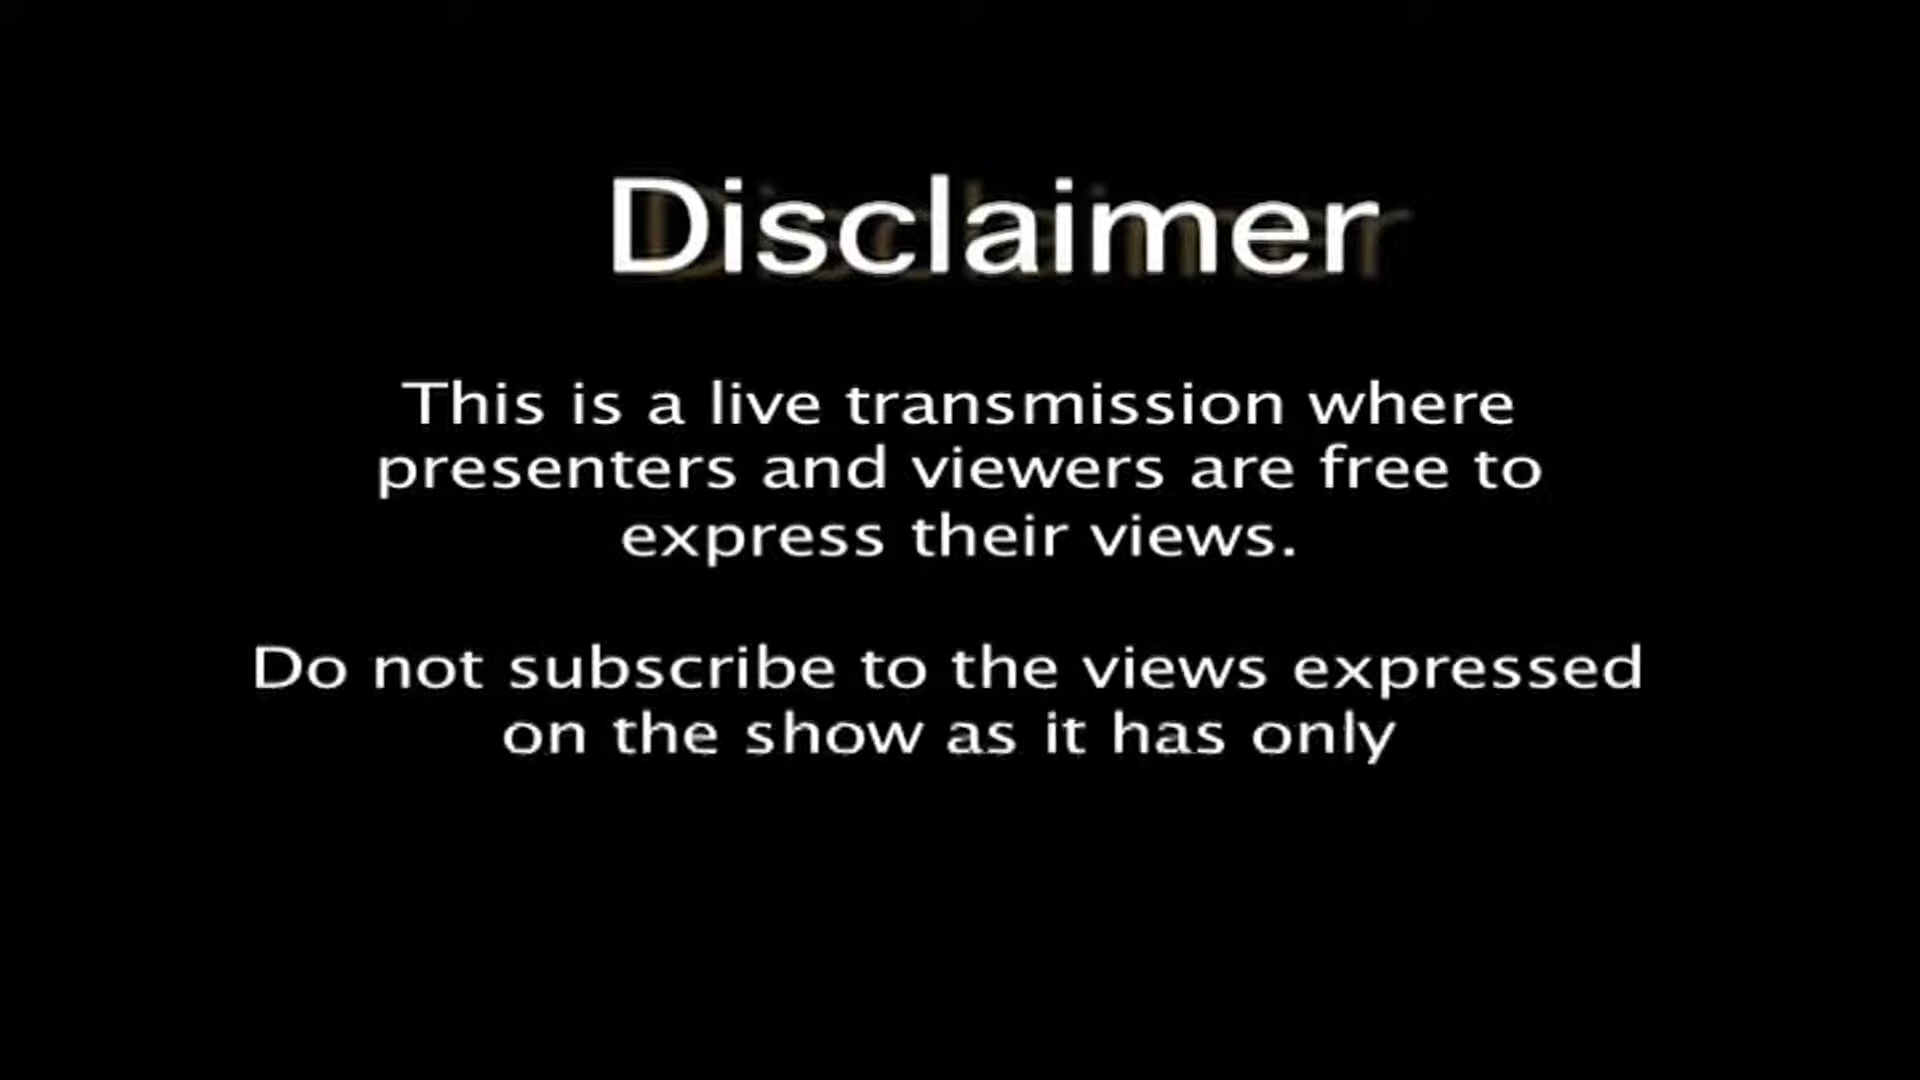 Disclaimer
This is a live transmission where
presenters and viewers are free to
express their views.
Do not subscribe to the views expressed
on the show as it has only